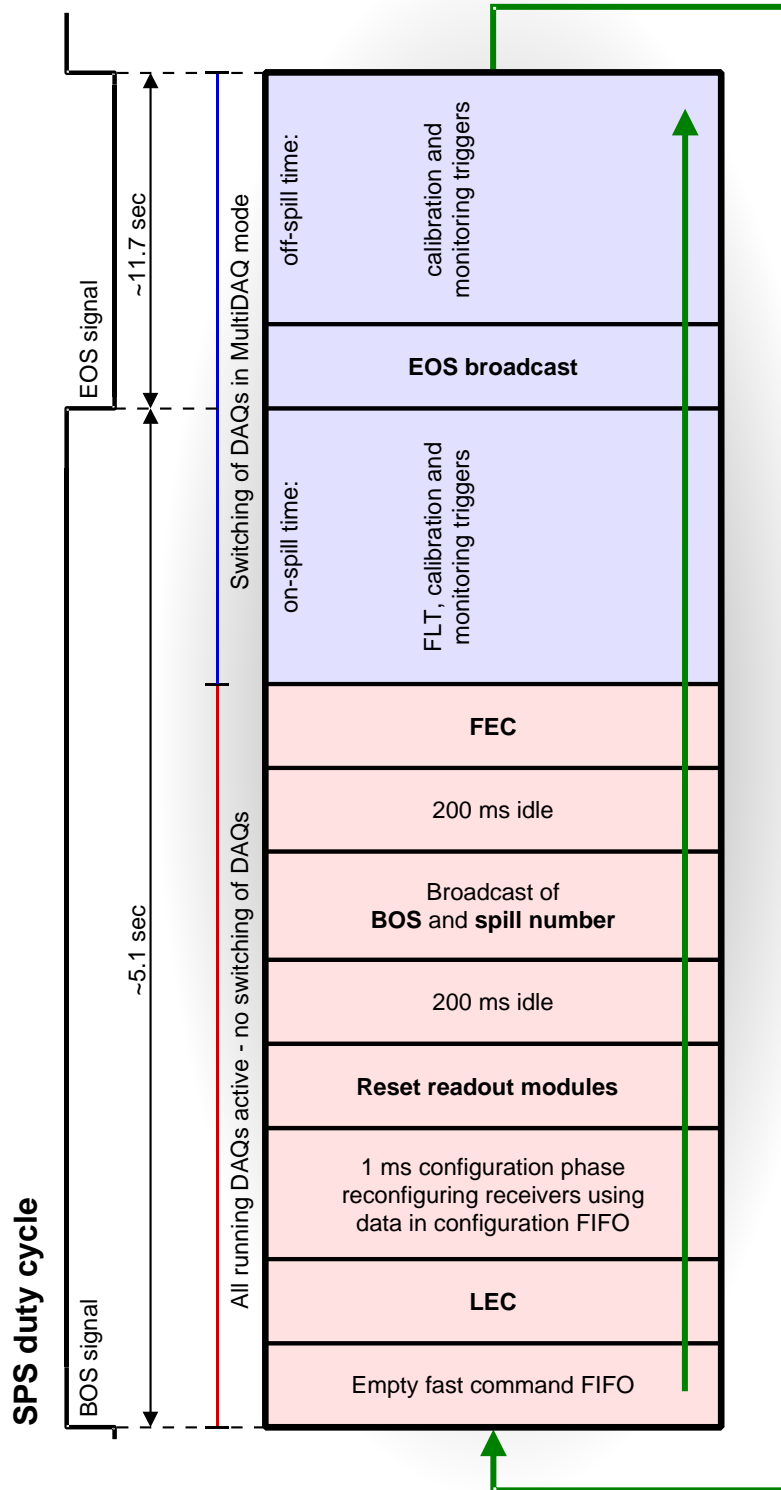 SPS duty cycle
BOS signal
EOS signal
~5.1 sec
~11.7 sec
All running DAQs active - no switching of DAQs
Switching of DAQs in MultiDAQ mode
off-spill time:
calibration and
monitoring triggers
EOS broadcast
on-spill time:
FLT, calibration and
monitoring triggers
FEC
200 ms idle
Broadcast of
BOS and spill number
200 ms idle
Reset readout modules
1 ms configuration phase
reconfiguring receivers using
data in configuration FIFO
LEC
Empty fast command FIFO